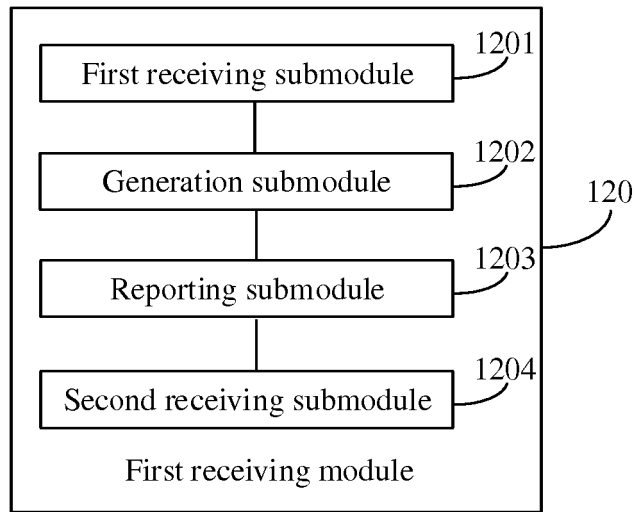 1201
First receiving submodule
1202
Generation submodule
120
1203
Reporting submodule
1204
Second receiving submodule
First receiving module